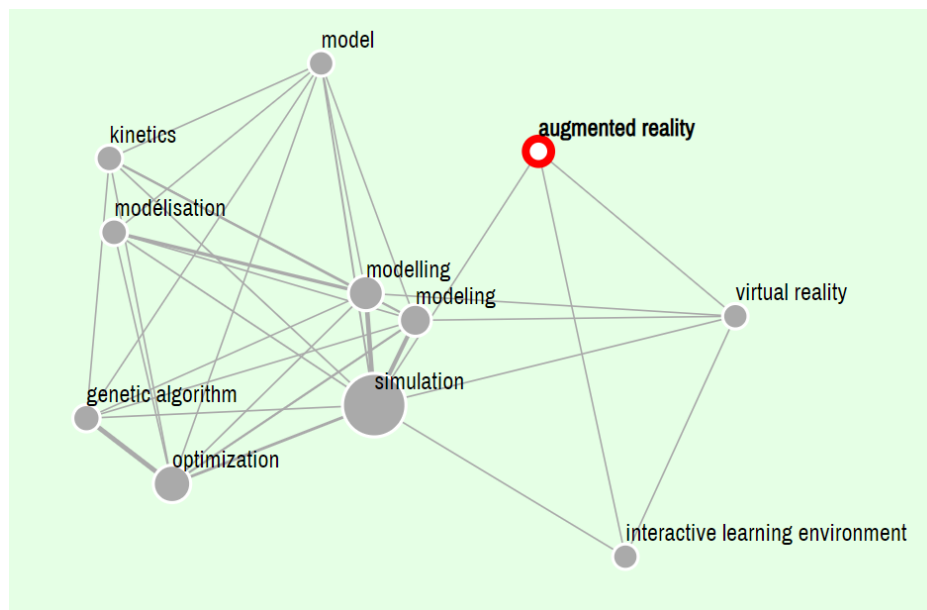 model
augmented reality
kinetics
modélisation
modelling
modeling
virtual reality
simulation
genetic algorithm
optimization
interactive learning environment